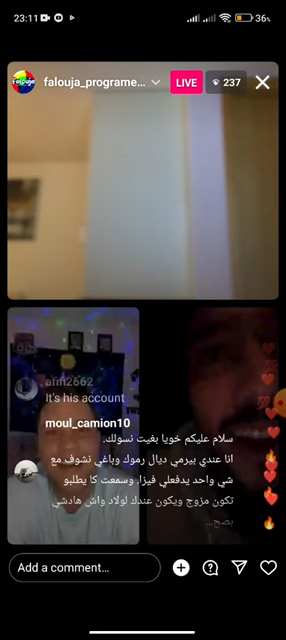 23:11
36%
falouja_programe...
LIVE
237
afm2662
It's his account
moul_camion10
سلام عليكم خويا بغيت نسولك.
انا عندي بيرمي ديال رموك وباغي نشوف مع
شي واحد يدفعلي فيزا. وسمعت كا يطلبو
تكون مزوج ويكون عندك لولاد واش هادشي
بصح...
Add a comment...